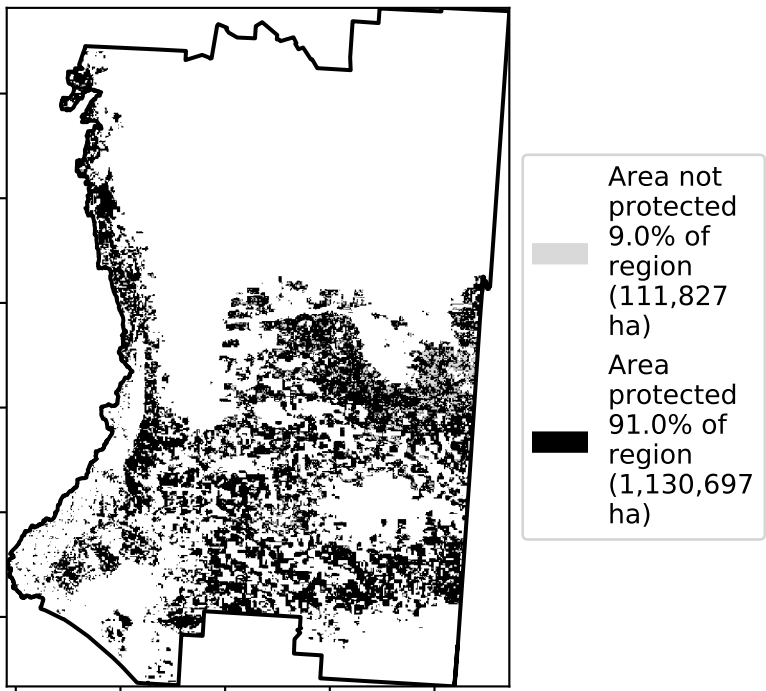 Area not
protected
9.0% of
region
(111,827
ha)
Area
protected
91.0% of
region
(1,130,697
ha)